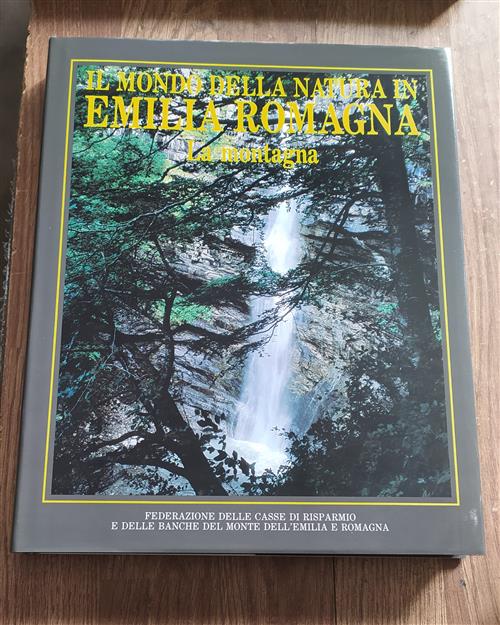 IL MONDO DELLA NATURA IN
EMILIA ROMAGNA
La montagna
FEDERAZIONE DELLE CASSE DI RISPARMIO
E DELLE BANCHE DEL MONTE DELL'EMILIA E ROMAGNA